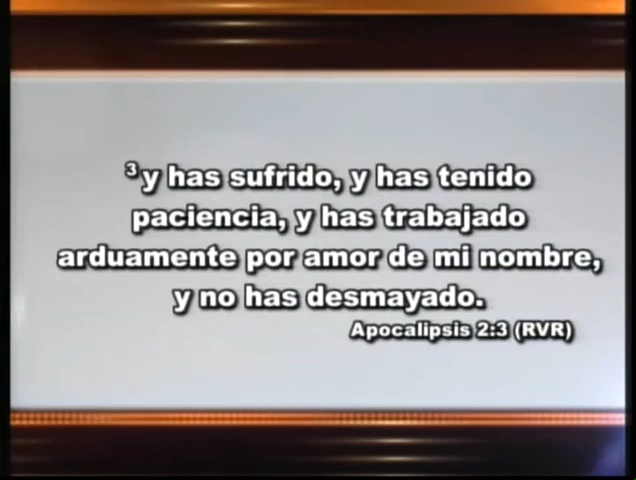 ³ y has sufrido, y has tenido
paciencia, y has trabajado
arduamente por amor de mi nombre,
y no has desmayado.
Apocalipsis 2:3 (RVR)